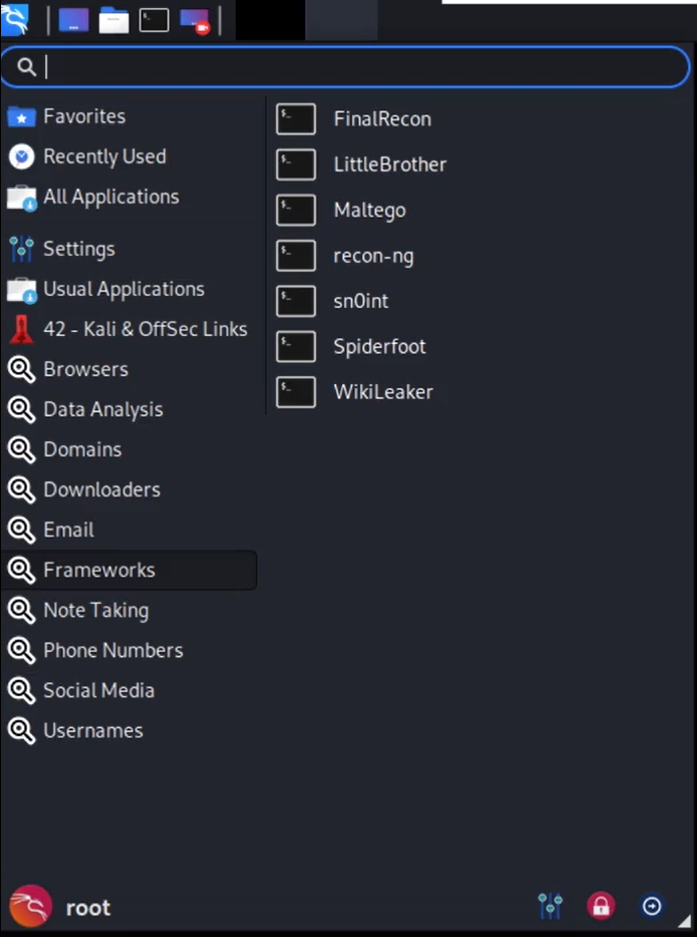 Favorites
Recently Used
All Applications
Settings
Usual Applications
42 - Kali & OffSec Links
Browsers
Data Analysis
Domains
Downloaders
Email
Frameworks
Note Taking
Phone Numbers
Social Media
Usernames
FinalRecon
LittleBrother
Maltego
recon-ng
sn0int
Spiderfoot
WikiLeaker
root